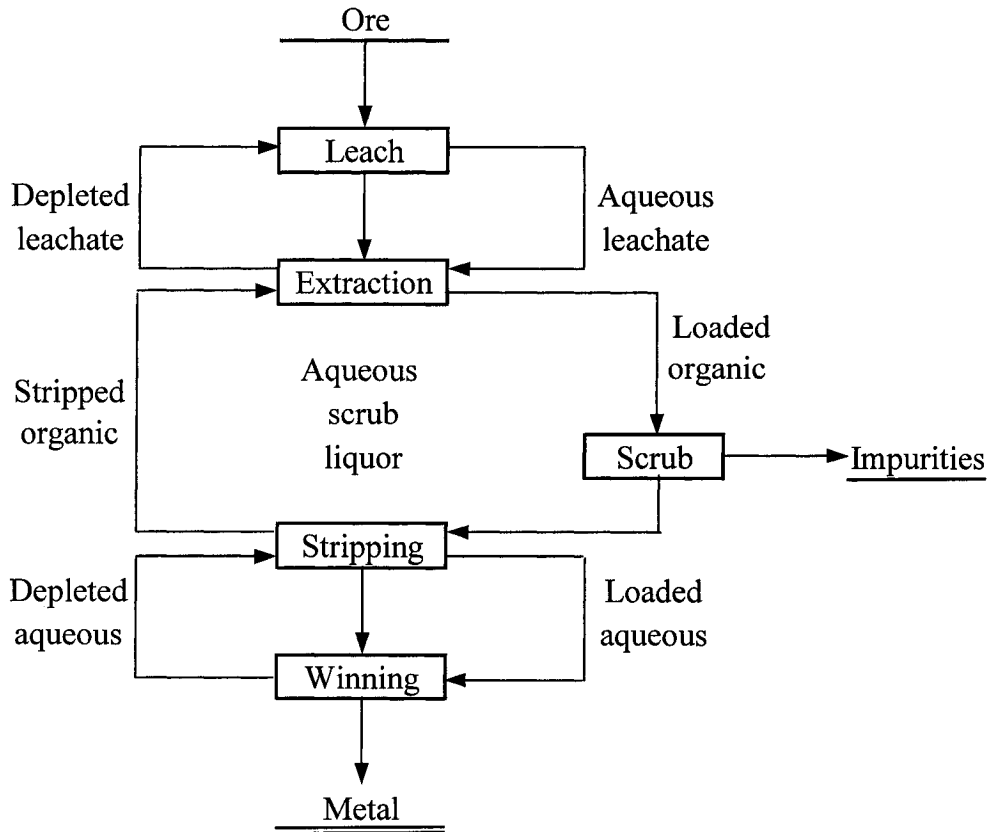 Ore
Leach
Depleted
leachate
Aqueous
leachate
Extraction
Loaded
organic
Stripped
organic
Aqueous
scrub
liquor
Scrub
Impurities
Stripping
Depleted
aqueous
Loaded
aqueous
Winning
Metal